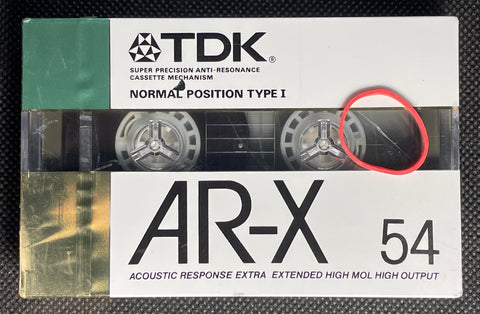 TDK®
SUPER PRECISION ANTI-RESONANCE
CASSETTE MECHANISM
NORMAL POSITION TYPE I
AR-X 54
ACOUSTIC RESPONSE EXTRA EXTENDED HIGH MOL HIGH OUTPUT